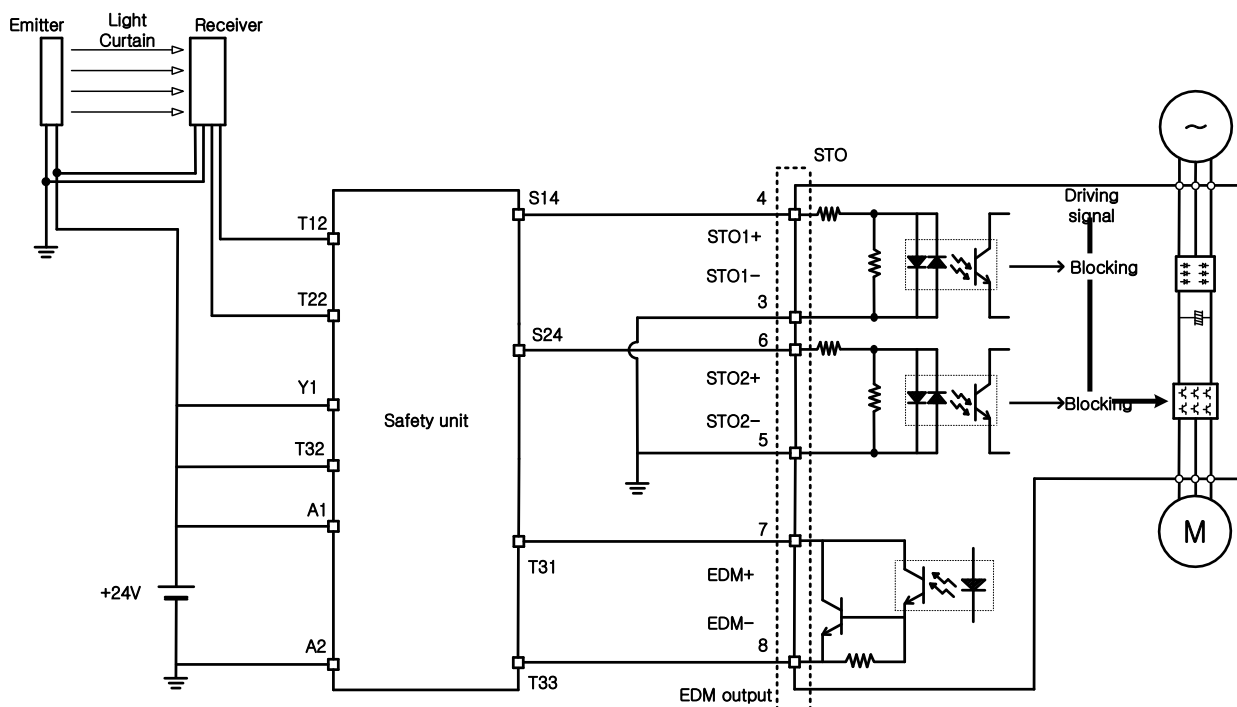 Emitter
Light
Curtain
Receiver
STO
~
S14
4
Driving
signal
T12
STO1+
STO1-
Blocking
T22
3
S24
6
STO2+
Y1
Blocking
Safety unit
STO2-
5
T32
A1
7
M
T31
EDM+
+24V
EDM-
A2
8
T33
EDM output